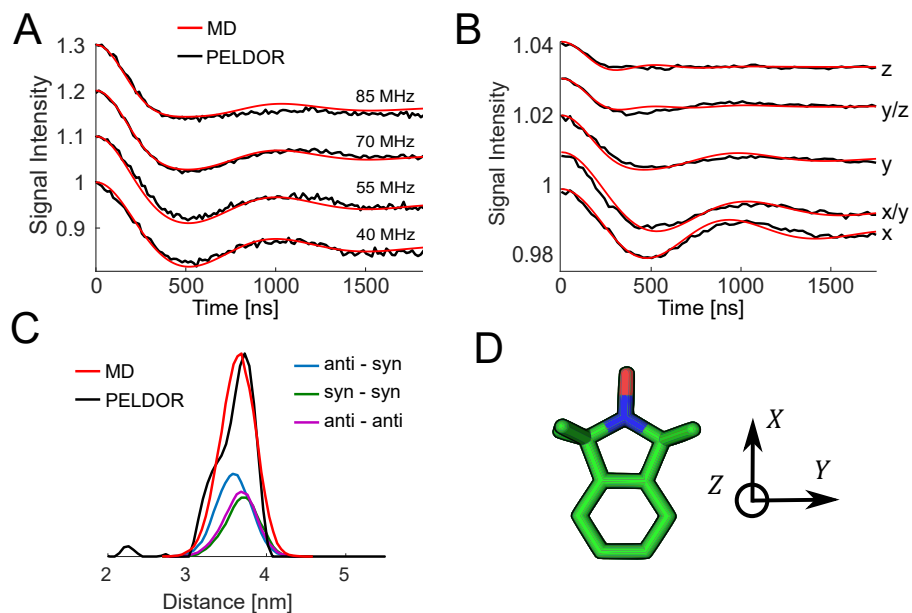 A
MD
PELDOR
1.3
1.2
1.1
1
0.9
Signal Intensity
85 MHz
70 MHz
55 MHz
40 MHz
0
500
1000
1500
Time [ns]
B
1.04
1.02
1
0.98
Signal Intensity
z
y/z
y
x/y
x
0
500
1000
1500
Time [ns]
C
MD
PELDOR
anti - syn
syn - syn
anti - anti
2
3
4
5
Distance [nm]
D
X
Y
Z